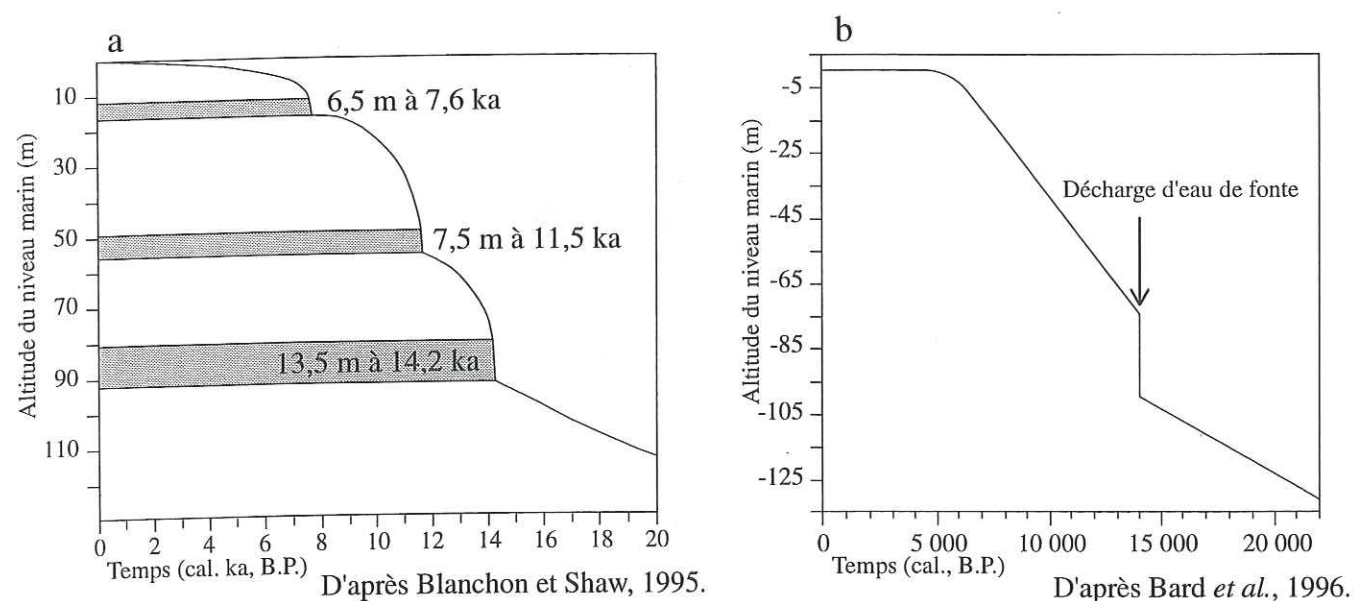 a
Altitude du niveau marin (m)
10
30
50
70
90
110
6,5 m à 7,6 ka
7,5 m à 11,5 ka
13,5 m à 14,2 ka
0 2 4 6 8 10 12 14 16 18 20
Temps (cal. ka, B.P.)
D'après Blanchon et Shaw, 1995.
b
Altitude du niveau marin (m)
-5
-25
-45
-65
-85
-105
-125
Décharge d'eau de fonte
0 5 000 10 000 15 000 20 000
Temps (cal., B.P.)
D'après Bard et al., 1996.